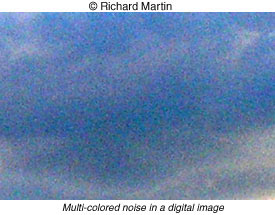 © Richard Martin
Multi-colored noise in a digital image